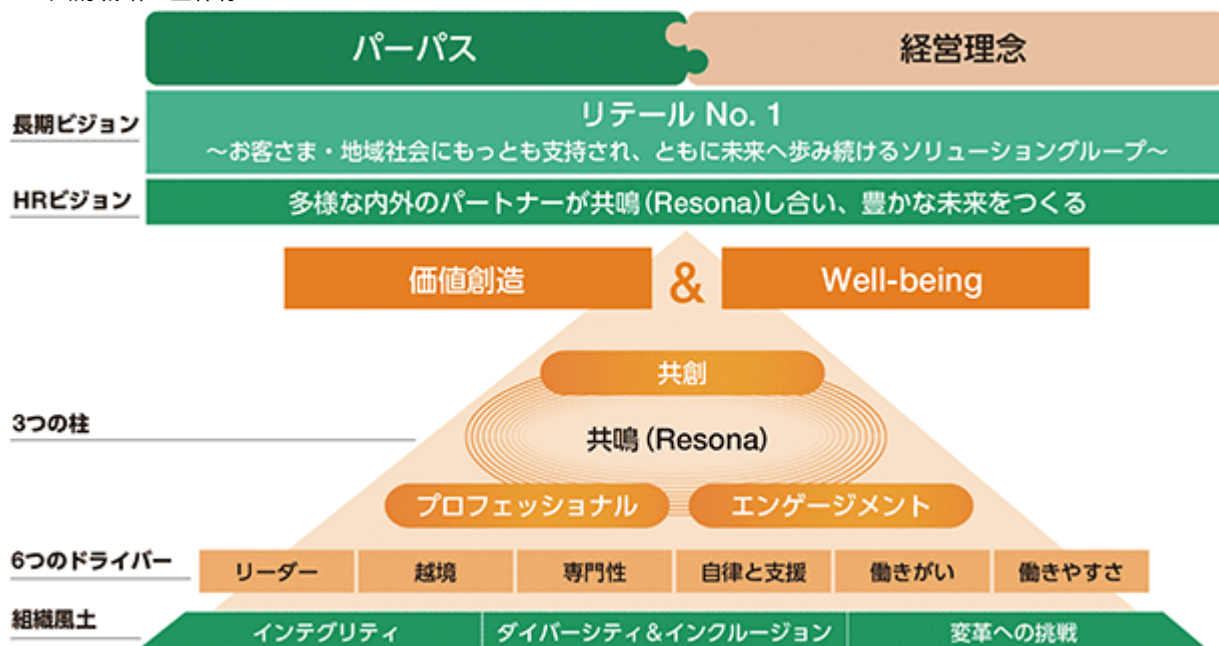 パーパス
経営理念
長期ビジョン
リテール No. 1
～お客さま・地域社会にもっとも支持され、ともに未来へ歩み続けるソリューショングループ～
HRビジョン
多様な内外のパートナーが共鳴(Resona)し合い、豊かな未来をつくる
価値創造
&
Well-being
共創
3つの柱
共鳴(Resona)
プロフェッショナル
エンゲージメント
6つのドライバー
リーダー
越境
専門性
自律と支援
働きがい
働きやすさ
組織風土
インテグリティ
ダイバーシティ&インクルージョン
変革への挑戦